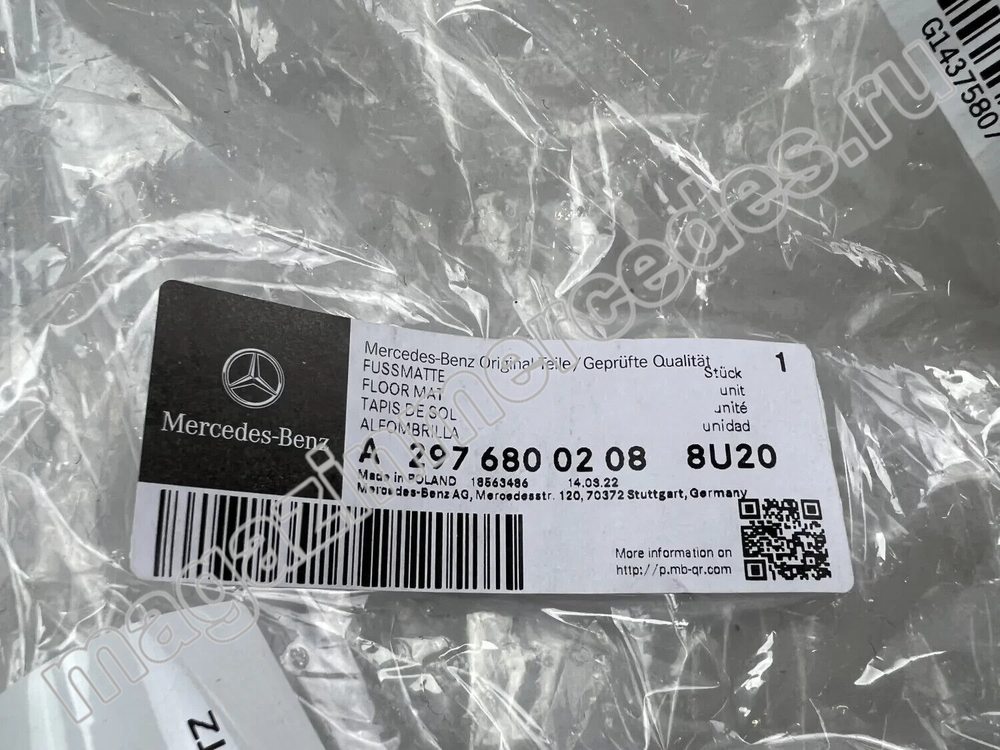 G14375807
Mercedes-Benz
Mercedes-Benz Original Teile / Geprüfte Qualität
1
FUSSMATTE
Stück
FLOOR MAT
unit
TAPIS DE SOL
unité
ALFOMBRILLA
unidad
A 297 680 02 08 8U20
Made in POLAND 18563486 14.03.22
Mercedes-Benz AG, Mercedesstr. 120, 70372 Stuttgart, Germany
More information on
http://p.mb-qr.com
magazinmercedes.ru